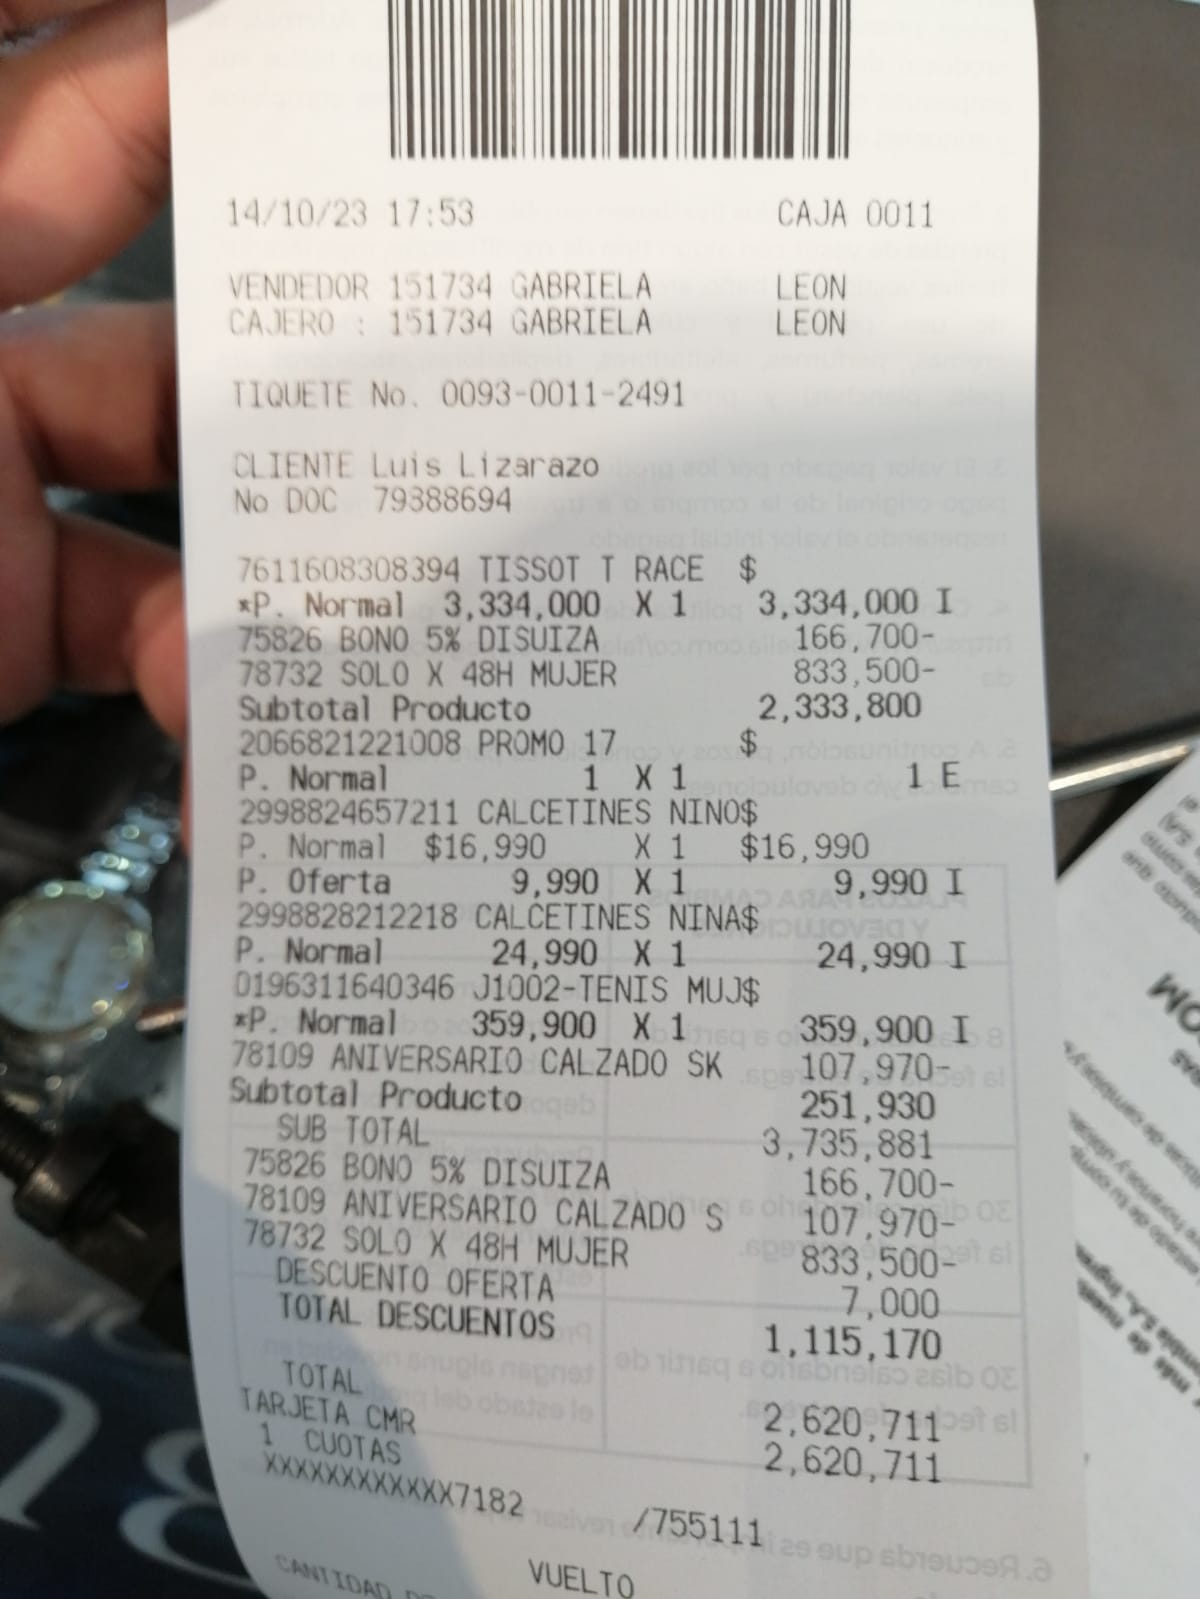 14/10/23 17:53 CAJA 0011
VENDEDOR 151734 GABRIELA LEON
CAJERO : 151734 GABRIELA LEON
TIQUETE No. 0093-0011-2491
CLIENTE Luis Lizarazo
No DOC 79388694
7611608308394 TISSOT T RACE $
*P. Normal 3,334,000 X 1 3,334,000 I
75826 BONO 5% DISUIZA 166,700-
78732 SOLO X 48H MUJER 833,500-
Subtotal Producto 2,333,800
2066821221008 PROMO 17 $
P. Normal 1 X 1 1 E
2998824657211 CALCETINES NINO$
P. Normal $16,990 X 1 $16,990
P. Oferta 9,990 X 1 9,990 I
2998828212218 CALCETINES NINA$
P. Normal 24,990 X 1 24,990 I
0196311640346 J1002-TENIS MUJ$
*P. Normal 359,900 X 1 359,900 I
78109 ANIVERSARIO CALZADO SK 107,970-
Subtotal Producto 251,930
SUB TOTAL 3,735,881
75826 BONO 5% DISUIZA 166,700-
78109 ANIVERSARIO CALZADO S 107,970-
78732 SOLO X 48H MUJER 833,500-
DESCUENTO OFERTA 7,000
TOTAL DESCUENTOS 1,115,170
TOTAL 2,620,711
TARJETA CMR 2,620,711
1 CUOTAS
XXXXXXXXXXXX7182 /755111
VUELTO
CANTIDAD